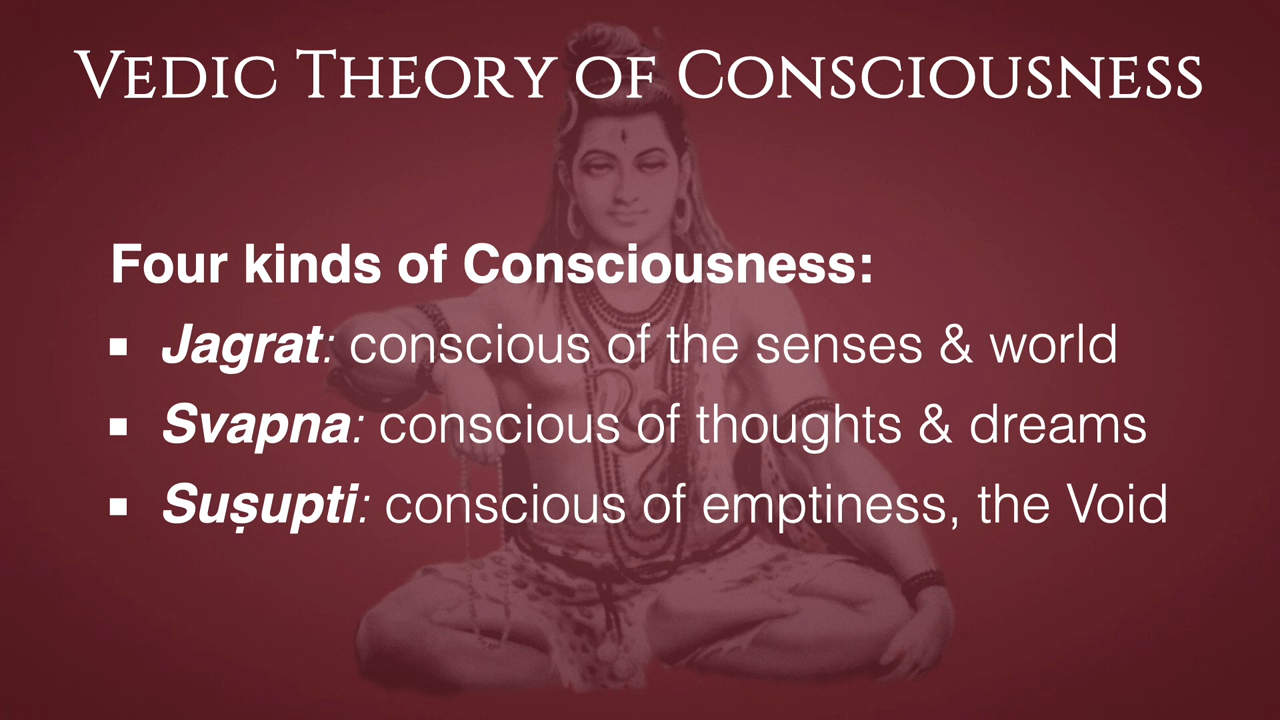 Vedic Theory of Consciousness
Four kinds of Consciousness:
▪ Jagrat: conscious of the senses & world
▪ Svapna: conscious of thoughts & dreams
▪ Suṣupti: conscious of emptiness, the Void